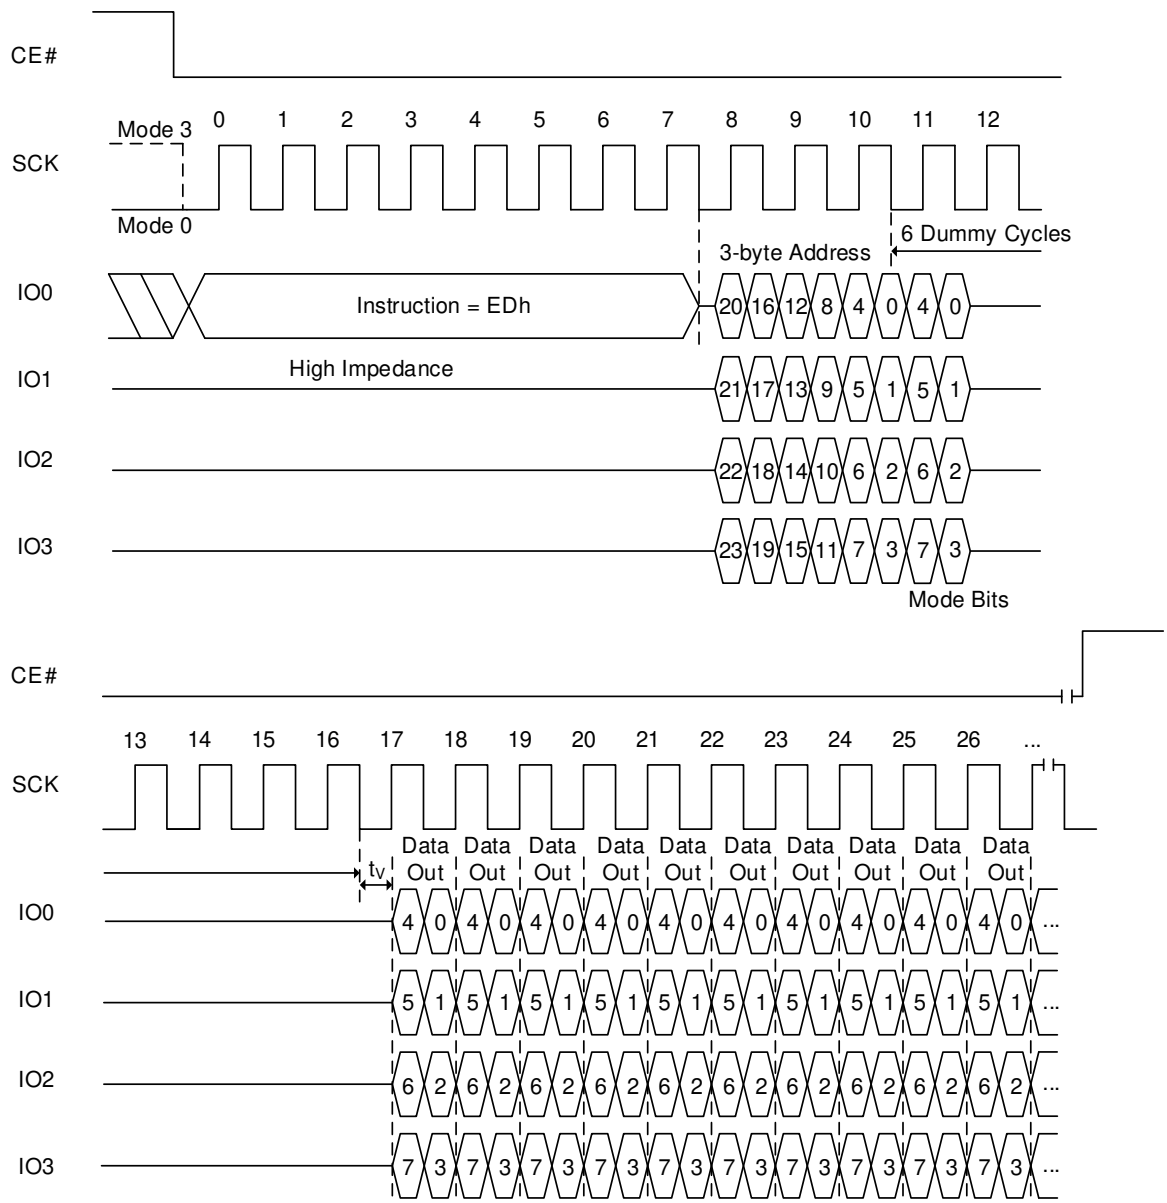 CE#
Mode 3 0 1 2 3 4 5 6 7 8 9 10 11 12
SCK
Mode 0
3-byte Address 6 Dummy Cycles
IO0 Instruction = EDh 20 16 12 8 4 0 4 0
High Impedance
IO1 21 17 13 9 5 1 5 1
IO2 22 18 14 10 6 2 6 2
IO3 23 19 15 11 7 3 7 3
Mode Bits
CE#
13 14 15 16 17 18 19 20 21 22 23 24 25 26 ...
SCK
Data Data Data Data Data Data Data Data Data Data
tV Out Out Out Out Out Out Out Out Out Out
IO0 4 0 4 0 4 0 4 0 4 0 4 0 4 0 4 0 4 0 4 0 ...
IO1 5 1 5 1 5 1 5 1 5 1 5 1 5 1 5 1 5 1 5 1 ...
IO2 6 2 6 2 6 2 6 2 6 2 6 2 6 2 6 2 6 2 6 2 ...
IO3 7 3 7 3 7 3 7 3 7 3 7 3 7 3 7 3 7 3 7 3 ...